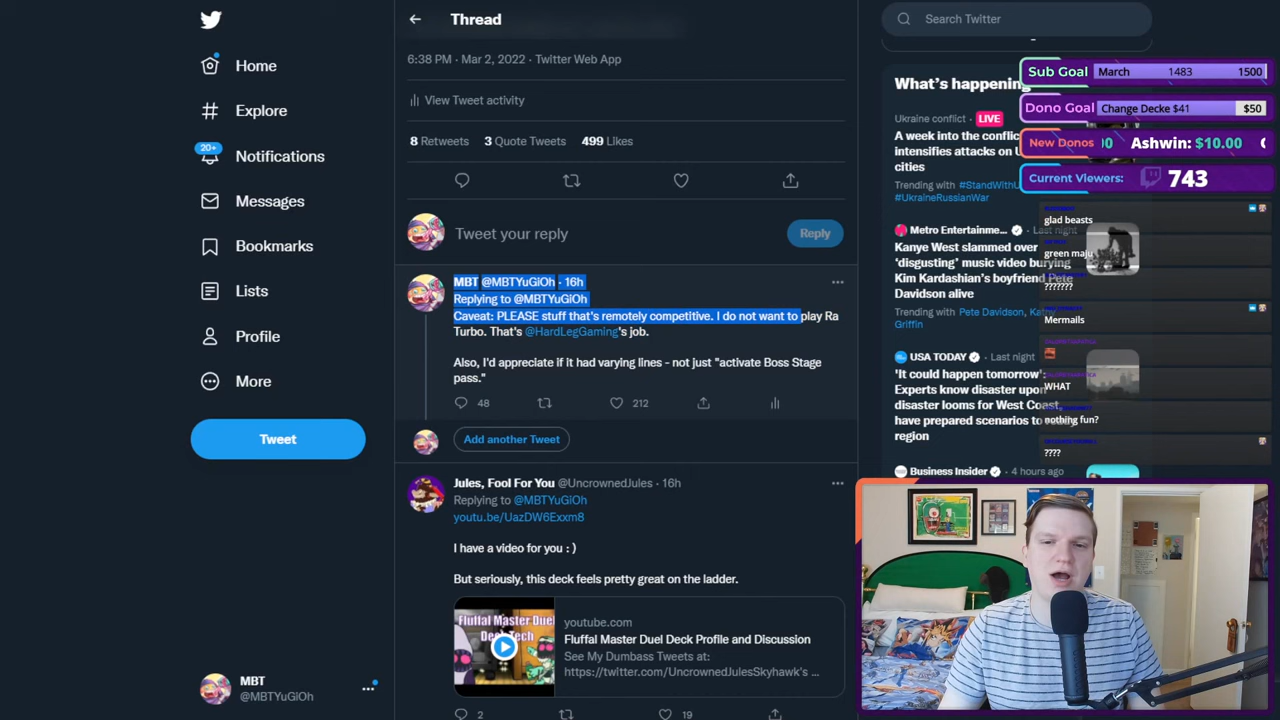 Thread
Search Twitter
6:38 PM · Mar 2, 2022 · Twitter Web App
View Tweet activity
8 Retweets 3 Quote Tweets 499 Likes
Tweet your reply
Reply
MBT @MBTYuGiOh · 16h
Replying to @MBTYuGiOh
Caveat: PLEASE stuff that's remotely competitive. I do not want to play Ra
Turbo. That's @HardLegGaming's job.
Also, I'd appreciate if it had varying lines - not just "activate Boss Stage
pass."
48
212
Add another Tweet
Jules, Fool For You @UncrownedJules · 16h
Replying to @MBTYuGiOh
youtu.be/UazDW6Exxm8
I have a video for you : )
But seriously, this deck feels pretty great on the ladder.
Fluffal Master Duel
youtube.com
Fluffal Master Duel Deck Profile and Discussion
See My Dumbass Tweets at:
https://twitter.com/UncrownedJulesSkyhawk's ...
2
19
Home
Explore
20+
Notifications
Messages
Bookmarks
Lists
Profile
More
Tweet
MBT
@MBTYuGiOh
What's happening
Ukraine conflict · LIVE
A week into the conflic
intensifies attacks on U
cities
Trending with #StandWithU
#UkraineRussianWar
Metro Entertainme... · Last night
Kanye West slammed over
'disgusting' music video burying
Kim Kardashian's boyfriend Pete
Davidson alive
Trending with Pete Davidson, Kany
Griffin
USA TODAY · Last night
'It could happen tomorrow':
Experts know disaster upon
disaster looms for West Coast
have prepared scenarios to r
region
Business Insider · 4 hours ago
Sub Goal March 1483 1500
Dono Goal Change Decke $41 $50
New Donos 00 Ashwin: $10.00
Current Viewers: 743
glad beasts
green maju
???????
Mermails
WHAT
nothing fun?
????